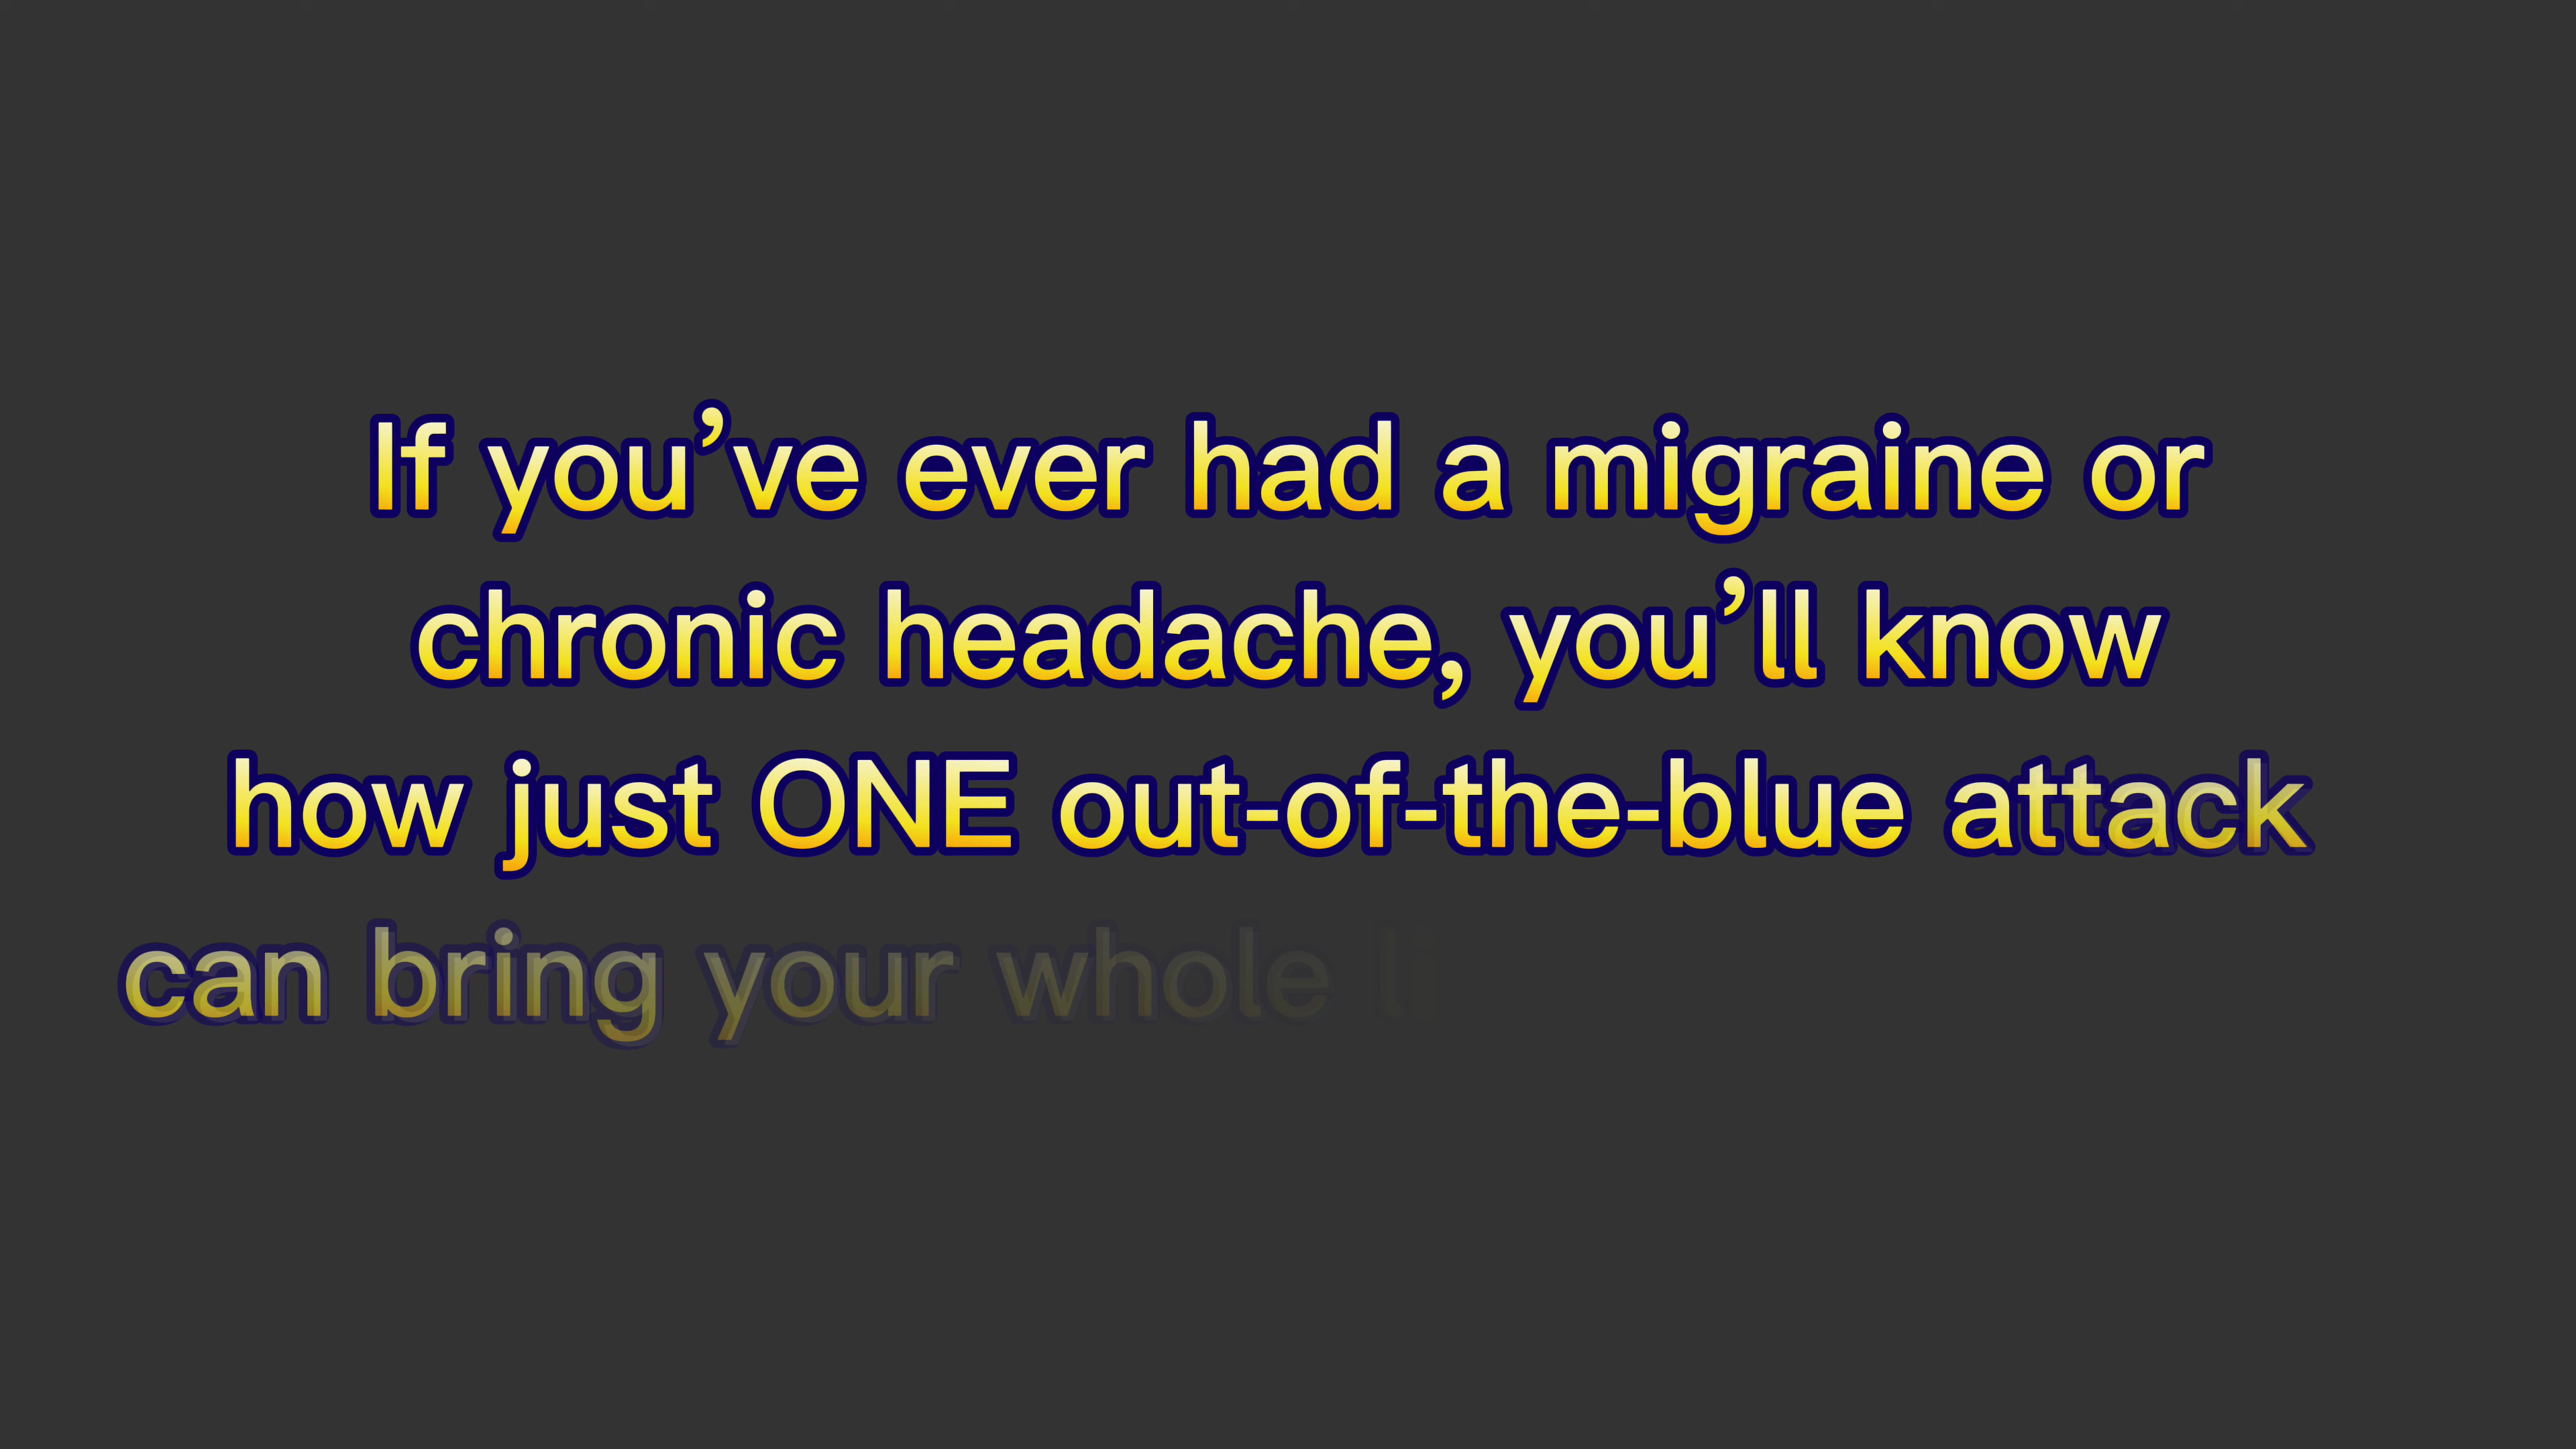 If you’ve ever had a migraine or
chronic headache, you’ll know
how just ONE out-of-the-blue attack
can bring your whole